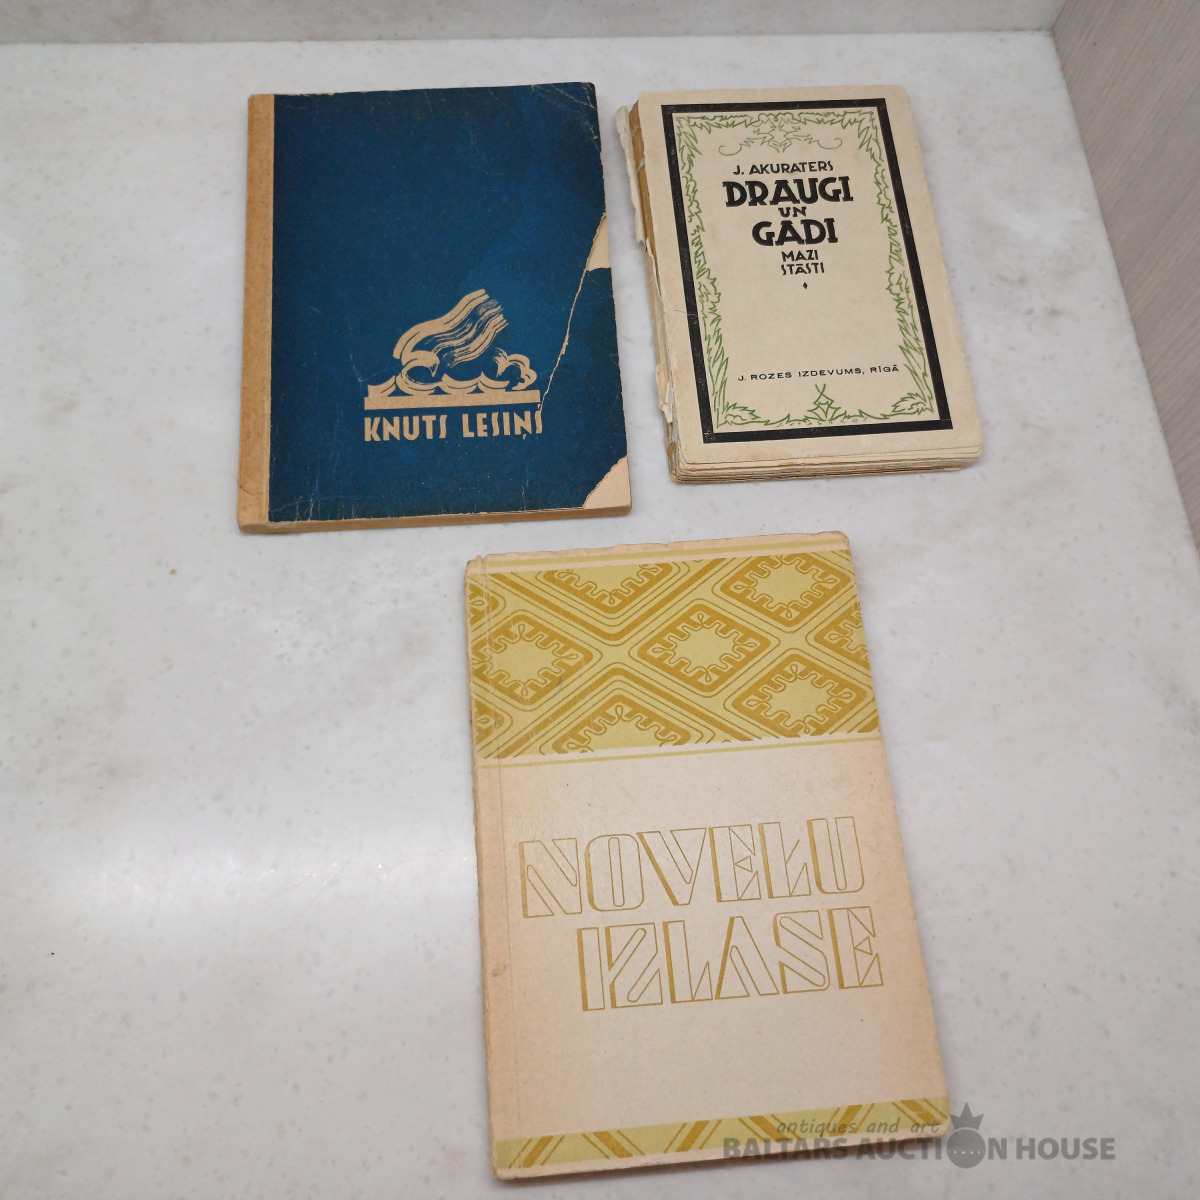 KNUTS LESIŅŠ
J. AKURATERS
DRAUGI
UN
GADI
MAZI
STĀSTI
J. ROZES IZDEVUMS, RĪGĀ
NOVEĻU
IZLASE
antiques and art
BALTARS AUCTION HOUSE